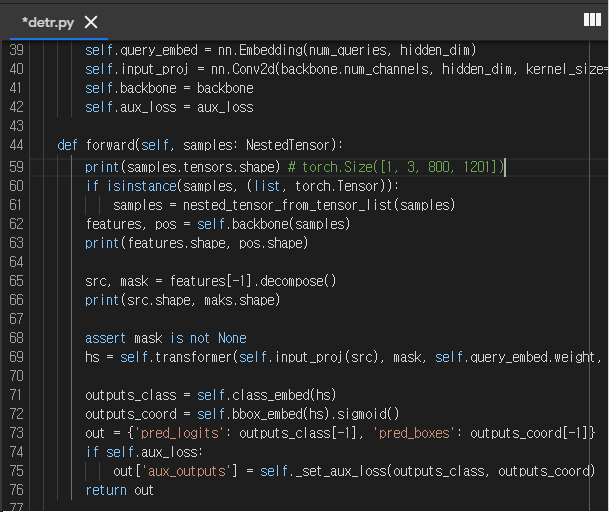 *detr.py
39 self.query_embed = nn.Embedding(num_queries, hidden_dim)
40 self.input_proj = nn.Conv2d(backbone.num_channels, hidden_dim, kernel_size=
41 self.backbone = backbone
42 self.aux_loss = aux_loss
43
44 def forward(self, samples: NestedTensor):
59 print(samples.tensors.shape) # torch.Size([1, 3, 800, 1201])
60 if isinstance(samples, (list, torch.Tensor)):
61 samples = nested_tensor_from_tensor_list(samples)
62 features, pos = self.backbone(samples)
63 print(features.shape, pos.shape)
64
65 src, mask = features[-1].decompose()
66 print(src.shape, maks.shape)
67
68 assert mask is not None
69 hs = self.transformer(self.input_proj(src), mask, self.query_embed.weight,
70
71 outputs_class = self.class_embed(hs)
72 outputs_coord = self.bbox_embed(hs).sigmoid()
73 out = {'pred_logits': outputs_class[-1], 'pred_boxes': outputs_coord[-1]}
74 if self.aux_loss:
75 out['aux_outputs'] = self._set_aux_loss(outputs_class, outputs_coord)
76 return out
77